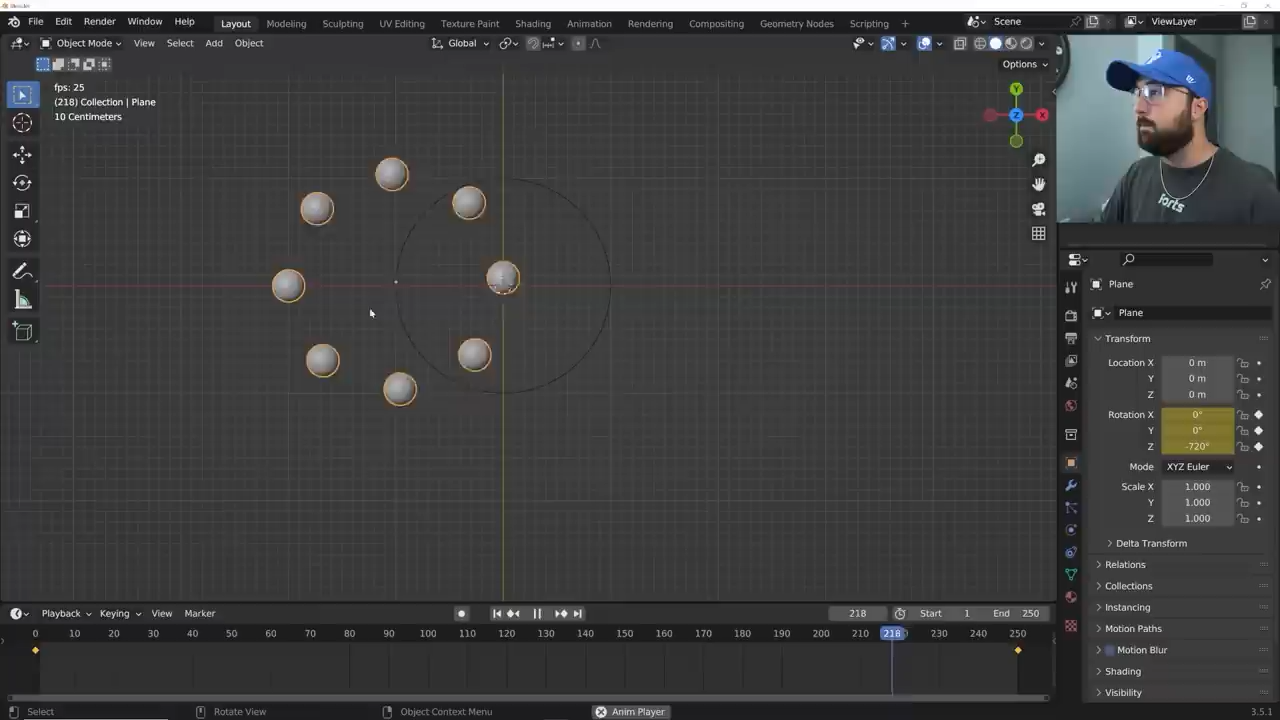 File Edit Render Window Help Layout Modeling Sculpting UV Editing Texture Paint Shading Animation Rendering Compositing Geometry Nodes Scripting + Scene ViewLayer
Object Mode View Select Add Object Global
Options
fps: 25
(218) Collection | Plane
10 Centimeters
Y
Z X
forts
Plane
Plane
Transform
Location X 0 m
Y 0 m
Z 0 m
Rotation X 0°
Y 0°
Z -720°
Mode XYZ Euler
Scale X 1.000
Y 1.000
Z 1.000
Delta Transform
Relations
Collections
Instancing
Motion Paths
Motion Blur
Shading
Visibility
Playback Keying View Marker 218 Start 1 End 250
0 10 20 30 40 50 60 70 80 90 100 110 120 130 140 150 160 170 180 190 200 210 218 230 240 250
Select Rotate View Object Context Menu Anim Player 3.5.1